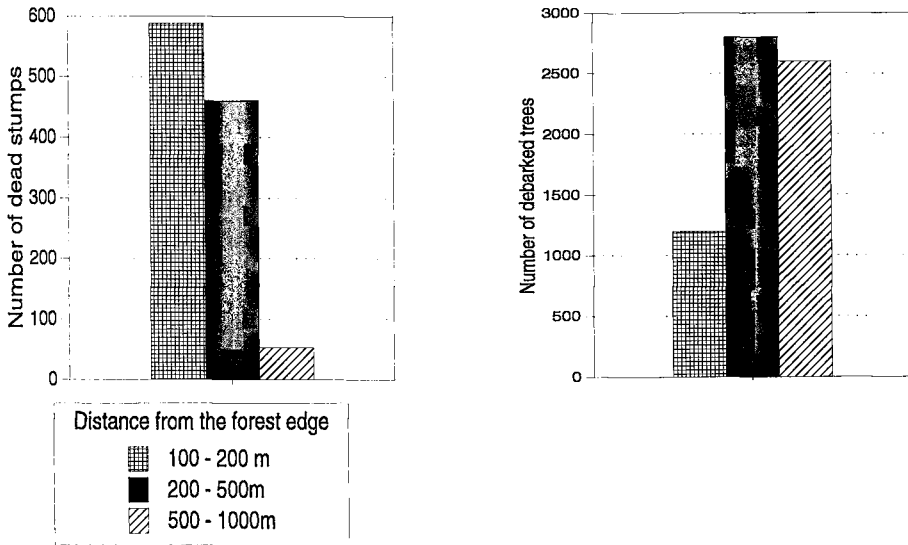 Number of dead stumps
600
500
400
300
200
100
0
Number of debarked trees
3000
2500
2000
1500
1000
500
0
Distance from the forest edge
100 - 200 m
200 - 500m
500 - 1000m